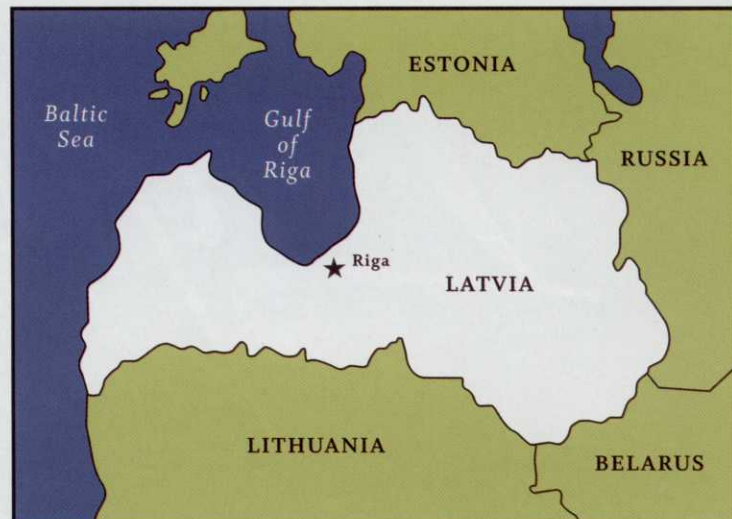 ESTONIA
Baltic
Sea
Gulf
of
Riga
RUSSIA
Riga
LATVIA
LITHUANIA
BELARUS